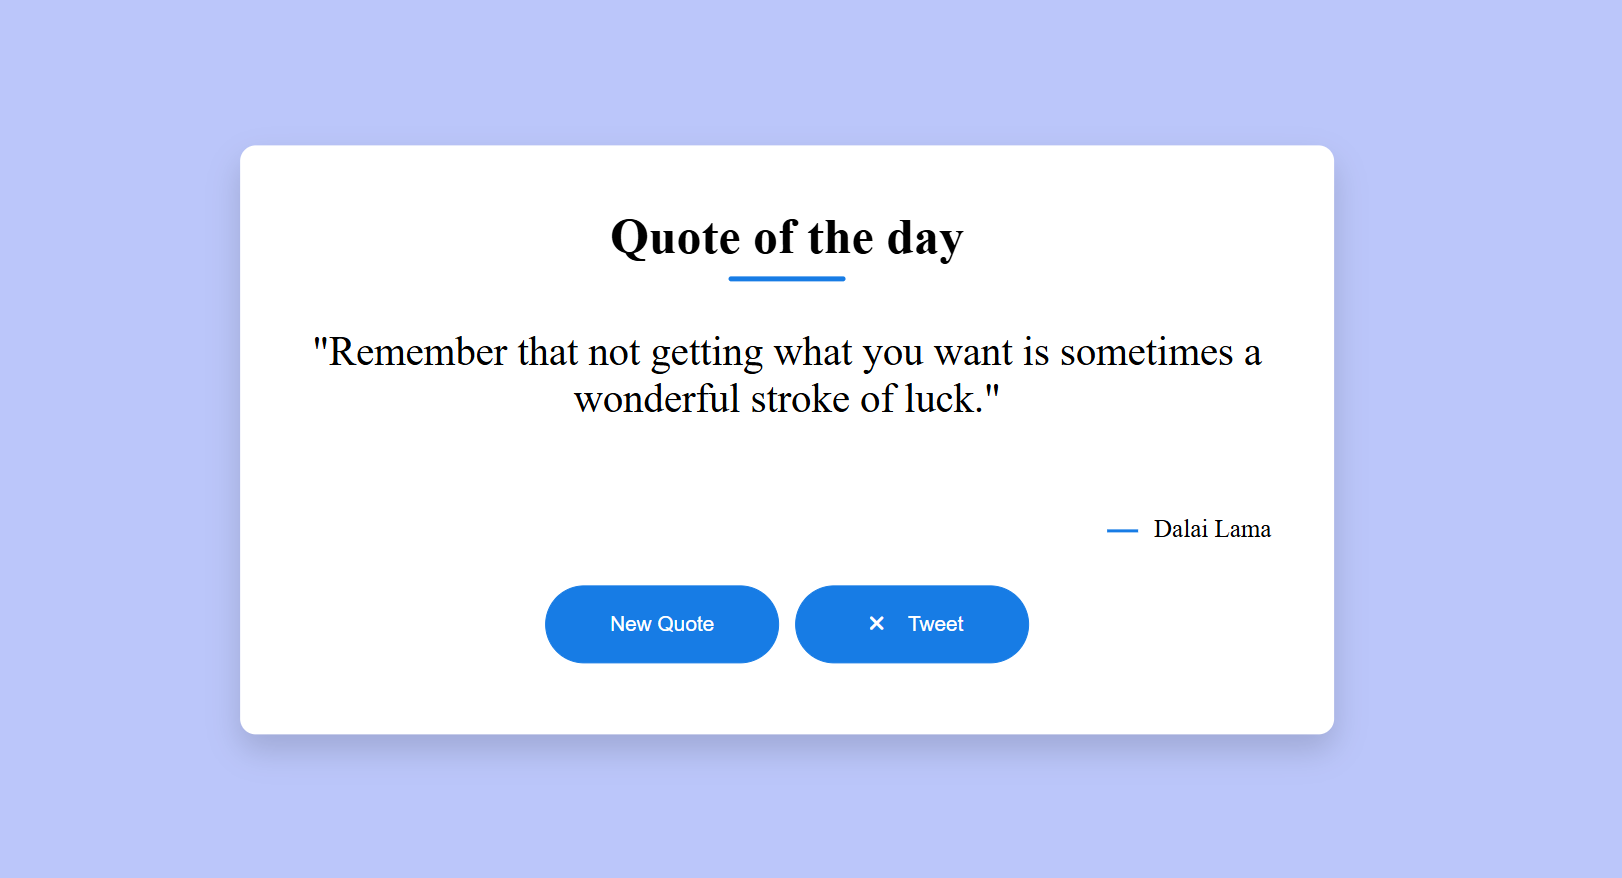 Quote of the day
"Remember that not getting what you want is sometimes a
wonderful stroke of luck."
— Dalai Lama
New Quote
✕ Tweet